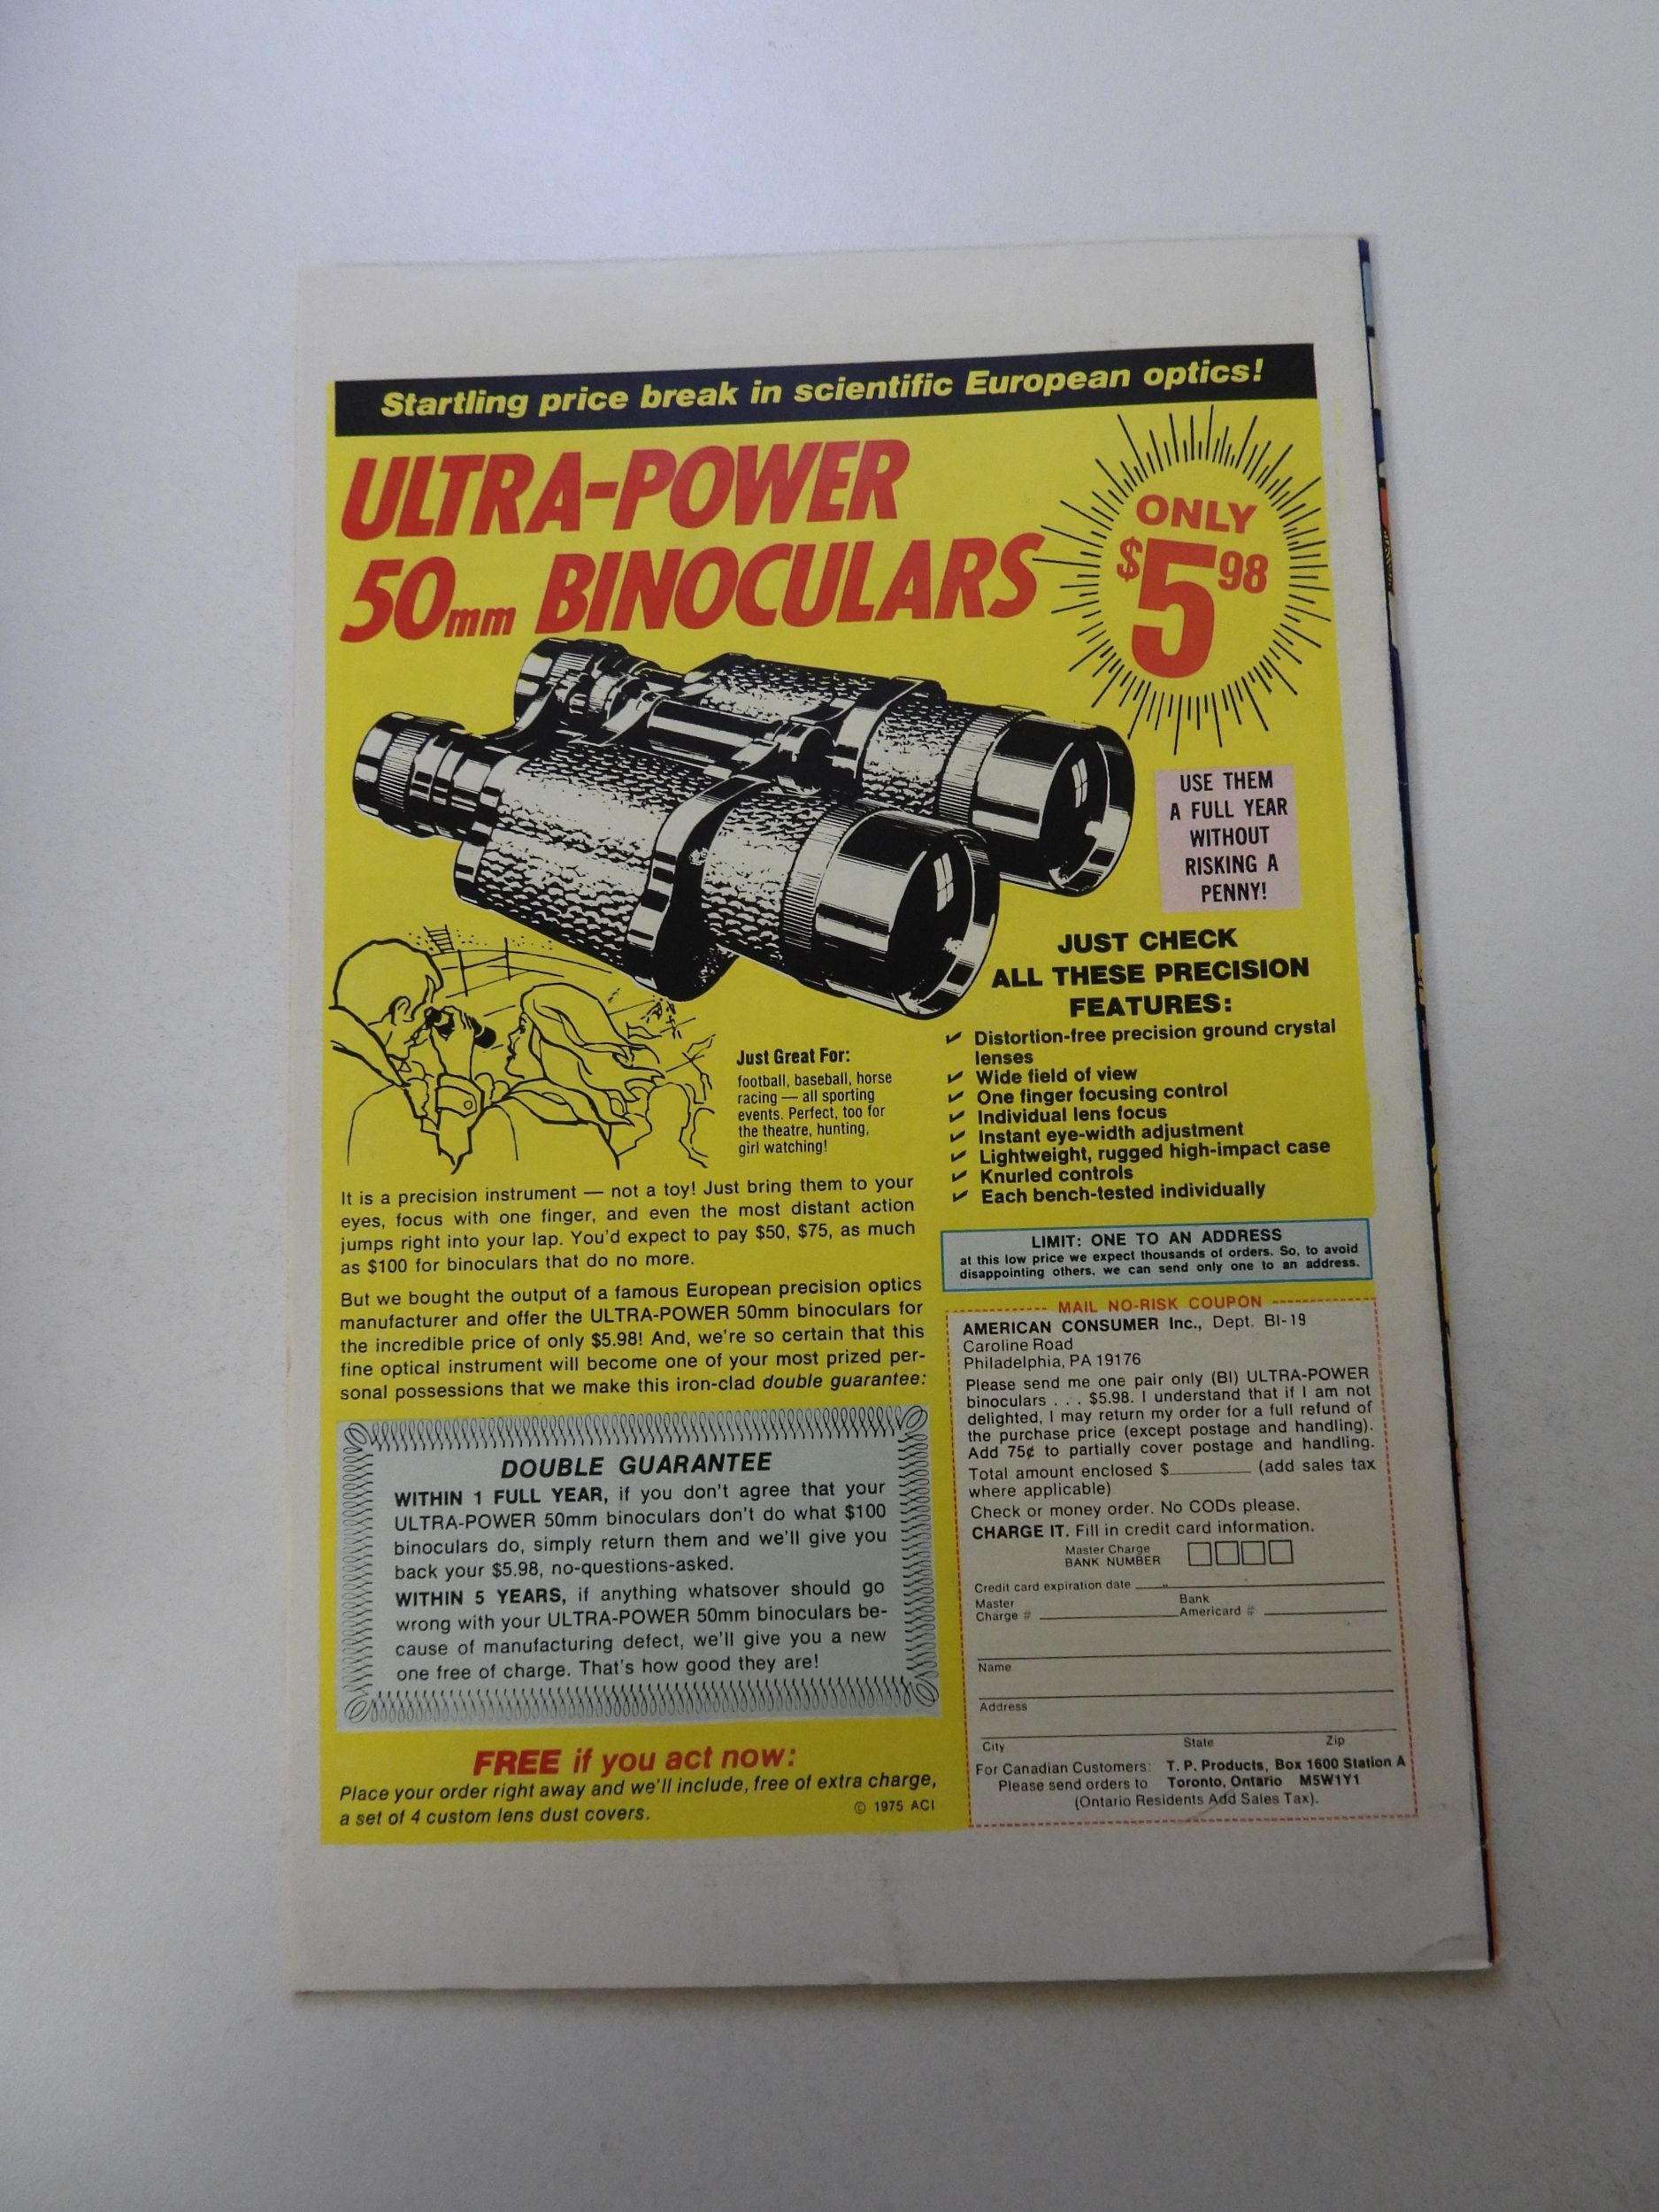 Startling price break in scientific European optics!
ULTRA-POWER
50mm BINOCULARS
ONLY
$5 98
USE THEM
A FULL YEAR
WITHOUT
RISKING A
PENNY!
JUST CHECK
ALL THESE PRECISION
FEATURES:
✔ Distortion-free precision ground crystal
lenses
✔ Wide field of view
✔ One finger focusing control
✔ Individual lens focus
✔ Instant eye-width adjustment
✔ Lightweight, rugged high-impact case
✔ Knurled controls
✔ Each bench-tested individually
Just Great For:
football, baseball, horse
racing — all sporting
events. Perfect, too for
the theatre, hunting,
girl watching!
It is a precision instrument — not a toy! Just bring them to your
eyes, focus with one finger, and even the most distant action
jumps right into your lap. You'd expect to pay $50, $75, as much
as $100 for binoculars that do no more.
But we bought the output of a famous European precision optics
manufacturer and offer the ULTRA-POWER 50mm binoculars for
the incredible price of only $5.98! And, we're so certain that this
fine optical instrument will become one of your most prized per-
sonal possessions that we make this iron-clad double guarantee:
DOUBLE GUARANTEE
WITHIN 1 FULL YEAR, if you don't agree that your
ULTRA-POWER 50mm binoculars don't do what $100
binoculars do, simply return them and we'll give you
back your $5.98, no-questions-asked.
WITHIN 5 YEARS, if anything whatsover should go
wrong with your ULTRA-POWER 50mm binoculars be-
cause of manufacturing defect, we'll give you a new
one free of charge. That's how good they are!
FREE if you act now:
Place your order right away and we'll include, free of extra charge,
a set of 4 custom lens dust covers.
© 1975 ACI
LIMIT: ONE TO AN ADDRESS
at this low price we expect thousands of orders. So, to avoid
disappointing others, we can send only one to an address.
MAIL NO-RISK COUPON
AMERICAN CONSUMER Inc., Dept. BI-19
Caroline Road
Philadelphia, PA 19176
Please send me one pair only (BI) ULTRA-POWER
binoculars . . . $5.98. I understand that if I am not
delighted, I may return my order for a full refund of
the purchase price (except postage and handling).
Add 75¢ to partially cover postage and handling.
Total amount enclosed $_________ (add sales tax
where applicable)
Check or money order. No CODs please.
CHARGE IT. Fill in credit card information.
Master Charge
BANK NUMBER
Credit card expiration date
Master Charge #
Bank Americard #
Name
Address
City State Zip
For Canadian Customers: T. P. Products, Box 1600 Station A
Please send orders to Toronto, Ontario M5W1Y1
(Ontario Residents Add Sales Tax).